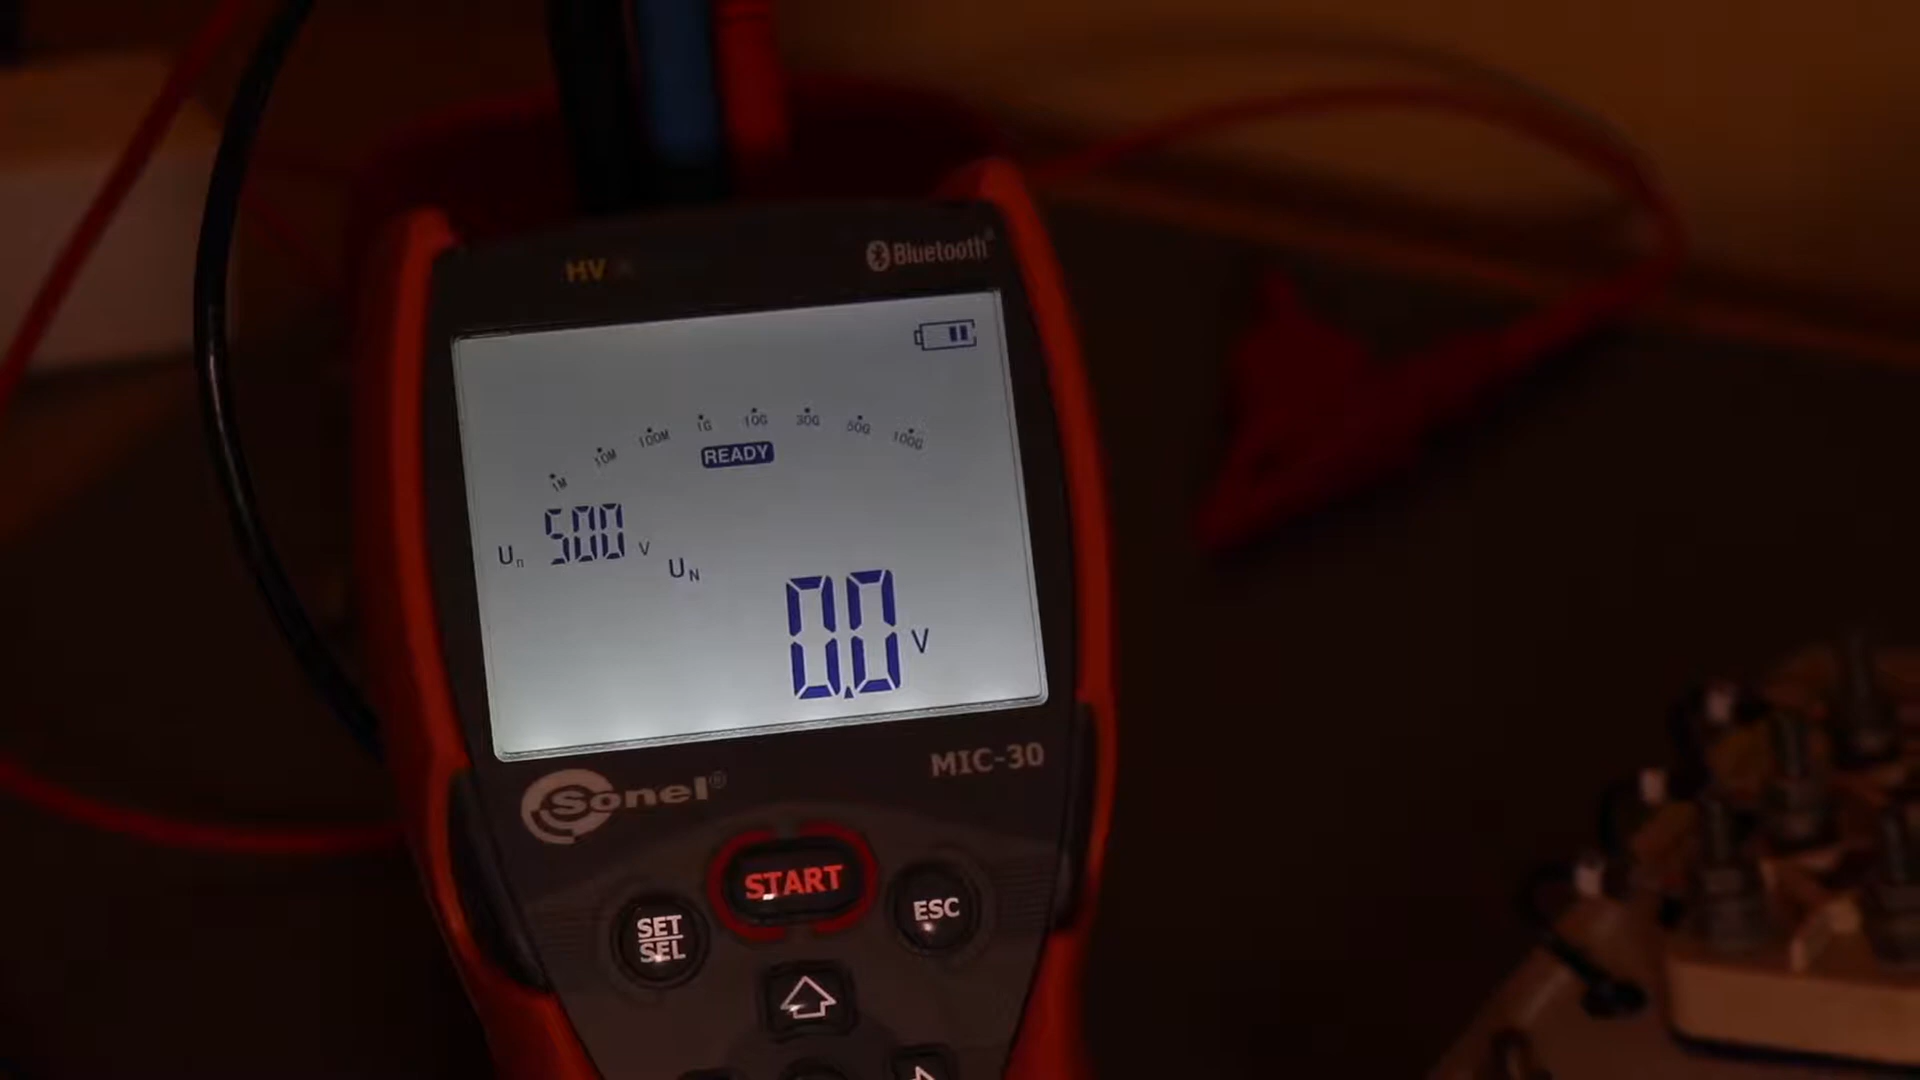 HV
Bluetooth®
1M 10M 100M 1G 10G 30G 50G 100G
READY
Un 500 V
UN
0.0 V
MIC-30
Sonel®
START
SET
SEL
ESC